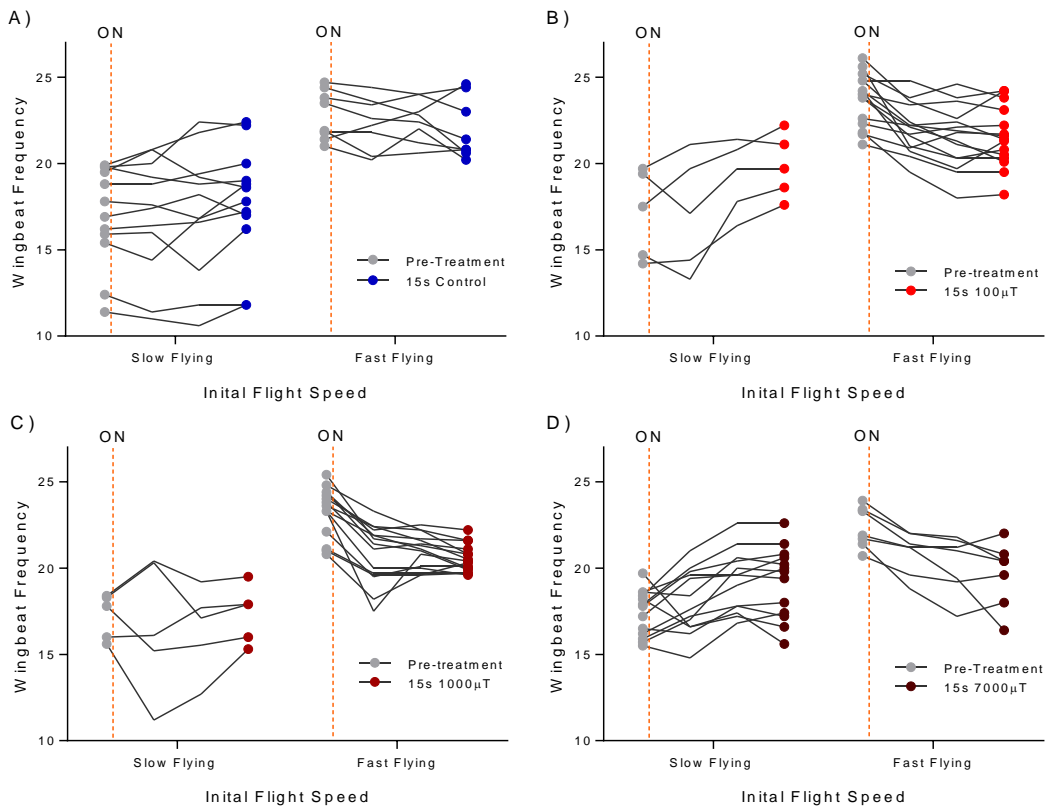 A)
ON
ON
Wingbeat Frequency
25
20
15
10
Pre-Treatment
15s Control
Slow Flying
Fast Flying
Inital Flight Speed
B)
ON
ON
Wingbeat Frequency
25
20
15
10
Pre-treatment
15s 100µT
Slow Flying
Fast Flying
Inital Flight Speed
C)
ON
ON
Wingbeat Frequency
25
20
15
10
Pre-treatment
15s 1000µT
Slow Flying
Fast Flying
Inital Flight Speed
D)
ON
ON
Wingbeat Frequency
25
20
15
10
Pre-Treatment
15s 7000µT
Slow Flying
Fast Flying
Inital Flight Speed